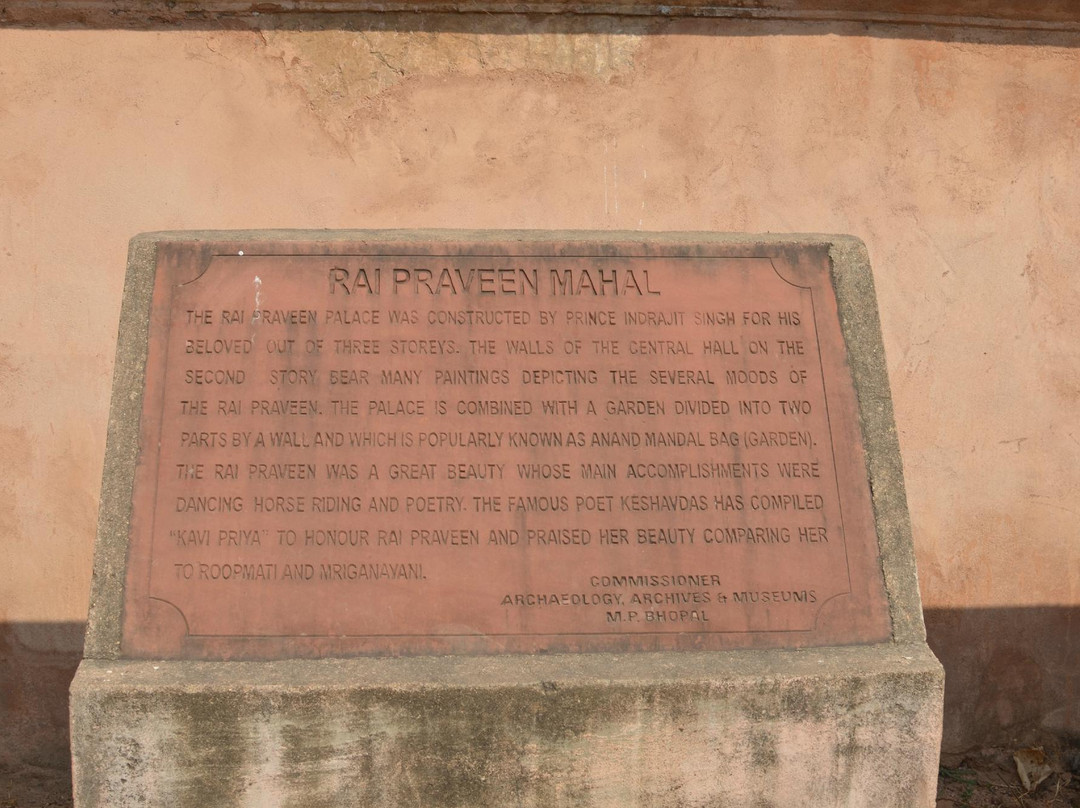 RAI PRAVEEN MAHAL
THE RAI PRAVEEN PALACE WAS CONSTRUCTED BY PRINCE INDRAJIT SINGH FOR HIS
BELOVED OUT OF THREE STOREYS. THE WALLS OF THE CENTRAL HALL ON THE
SECOND STORY BEAR MANY PAINTINGS DEPICTING THE SEVERAL MOODS OF
THE RAI PRAVEEN. THE PALACE IS COMBINED WITH A GARDEN DIVIDED INTO TWO
PARTS BY A WALL AND WHICH IS POPULARLY KNOWN AS ANAND MANDAL BAG (GARDEN).
THE RAI PRAVEEN WAS A GREAT BEAUTY WHOSE MAIN ACCOMPLISHMENTS WERE
DANCING HORSE RIDING AND POETRY. THE FAMOUS POET KESHAVDAS HAS COMPILED
"KAVI PRIYA" TO HONOUR RAI PRAVEEN AND PRAISED HER BEAUTY COMPARING HER
TO ROOPMATI AND MRIGANAYANI.
COMMISSIONER
ARCHAEOLOGY, ARCHIVES & MUSEUMS
M.P. BHOPAL